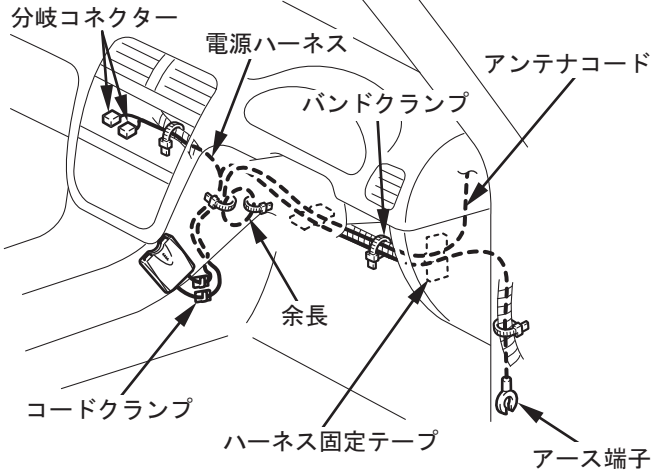 分岐コネクター
電源ハーネス
アンテナコード
バンドクランプ
余長
コードクランプ
ハーネス固定テープ
アース端子